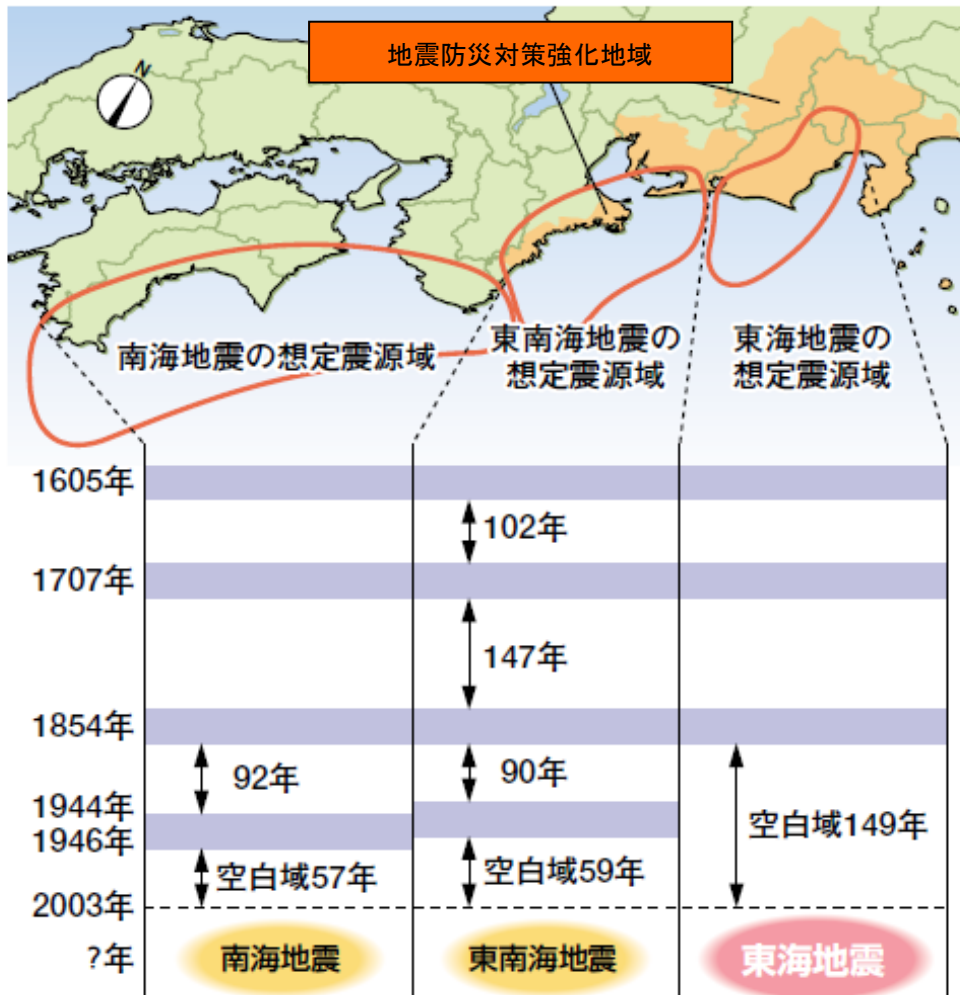 地震防災対策強化地域
N
南海地震の想定震源域
東南海地震の
想定震源域
東海地震の
想定震源域
1605年
102年
1707年
147年
1854年
92年
90年
1944年
空白域149年
1946年
空白域57年
空白域59年
2003年
?年
南海地震
東南海地震
東海地震